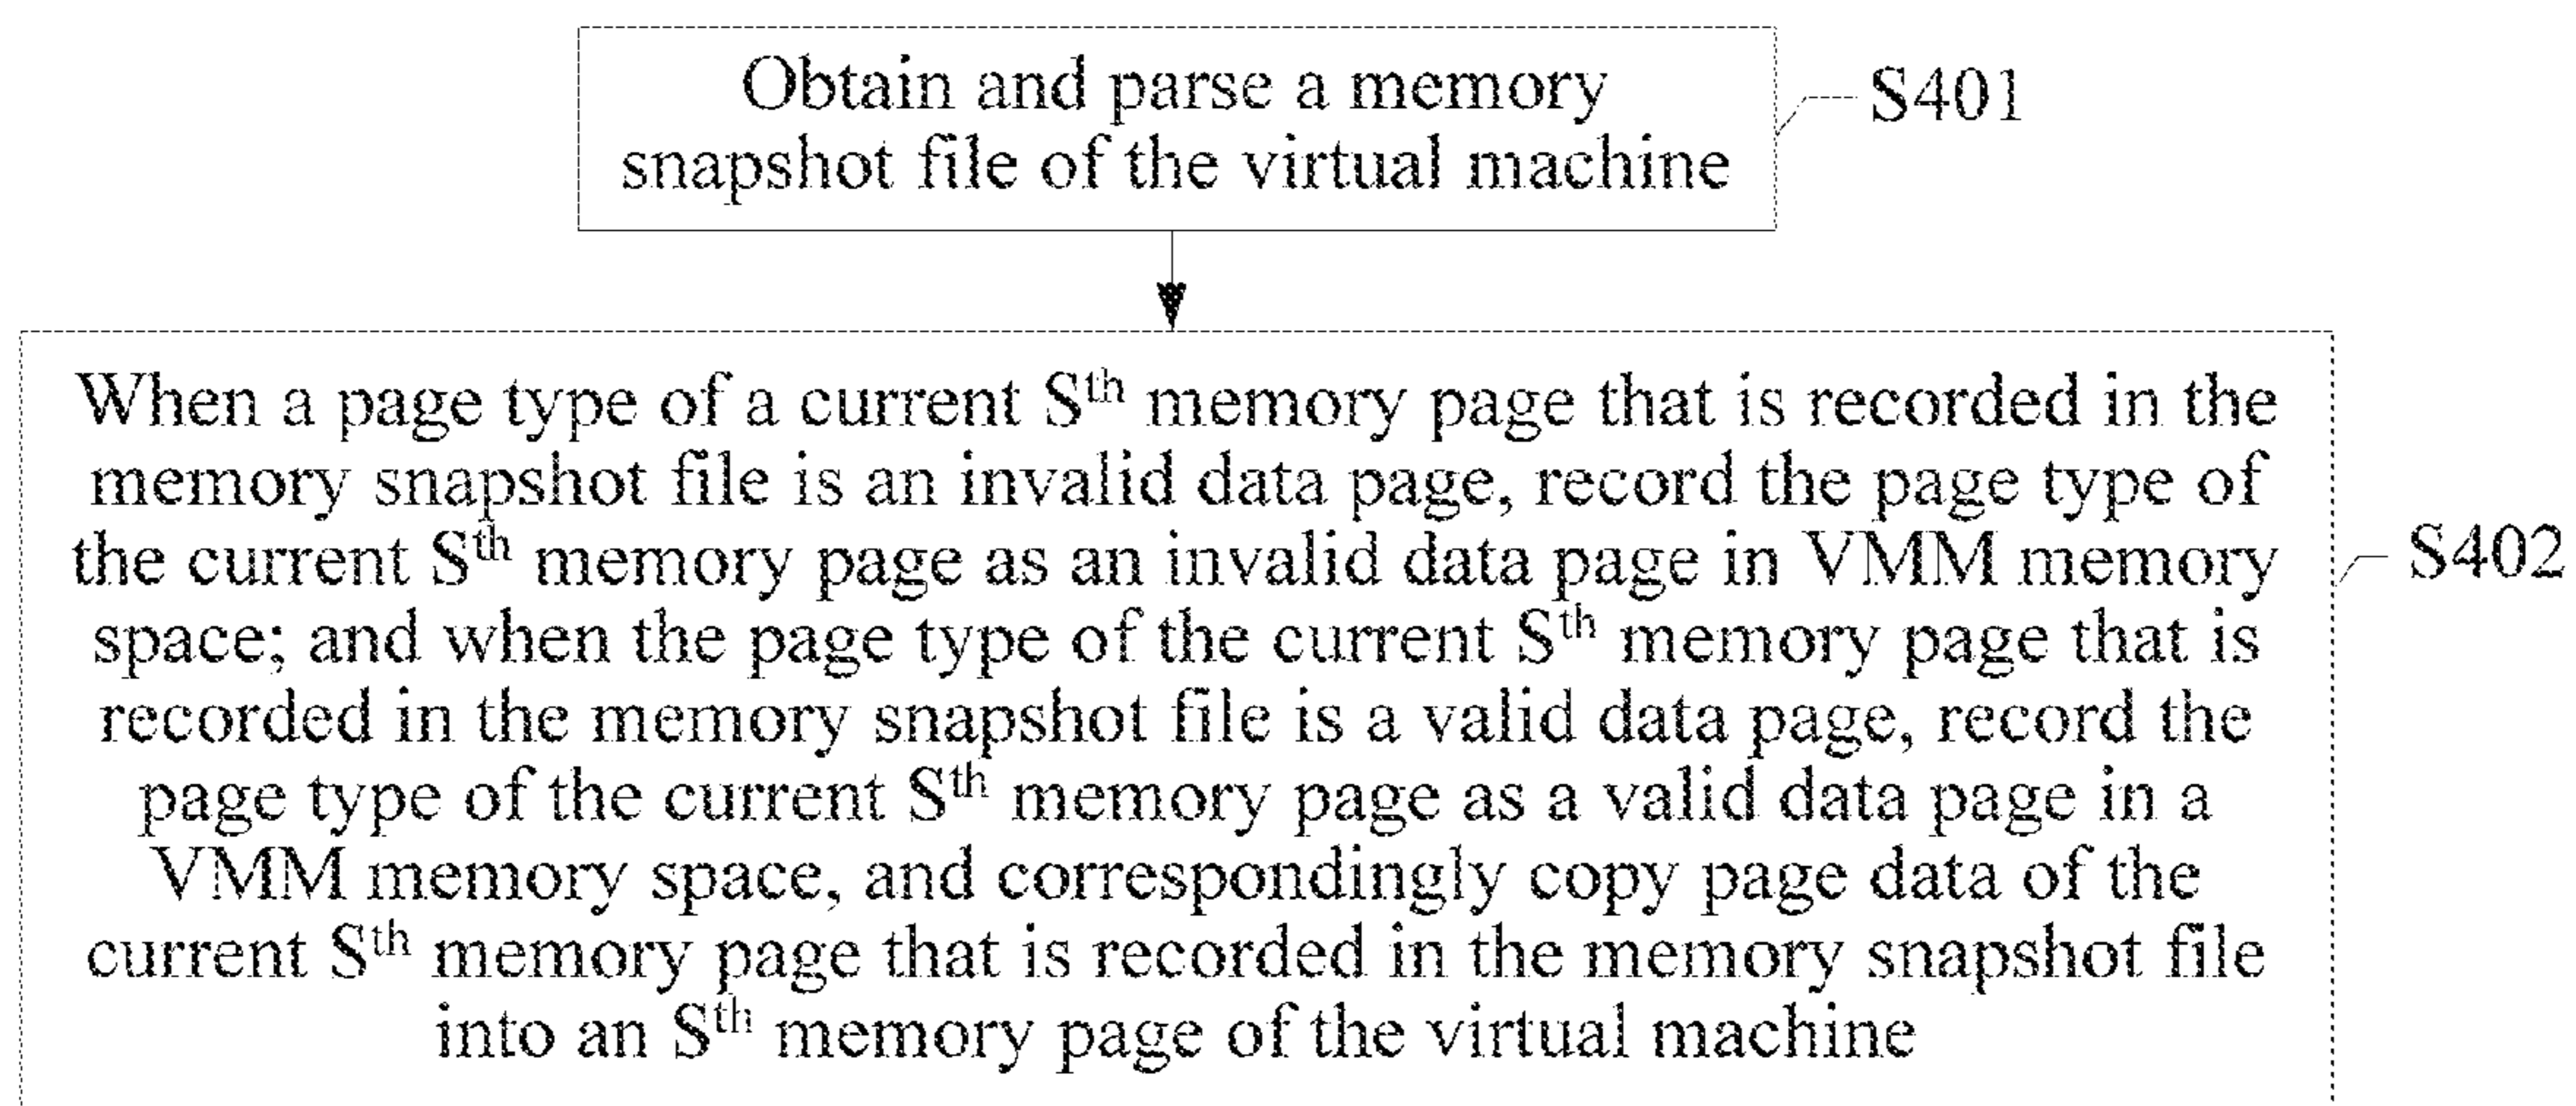 Obtain and parse a memory
snapshot file of the virtual machine
S401
When a page type of a current Sth memory page that is recorded in the
memory snapshot file is an invalid data page, record the page type of
the current Sth memory page as an invalid data page in VMM memory
space; and when the page type of the current Sth memory page that is
recorded in the memory snapshot file is a valid data page, record the
page type of the current Sth memory page as a valid data page in a
VMM memory space, and correspondingly copy page data of the
current Sth memory page that is recorded in the memory snapshot file
into an Sth memory page of the virtual machine
S402